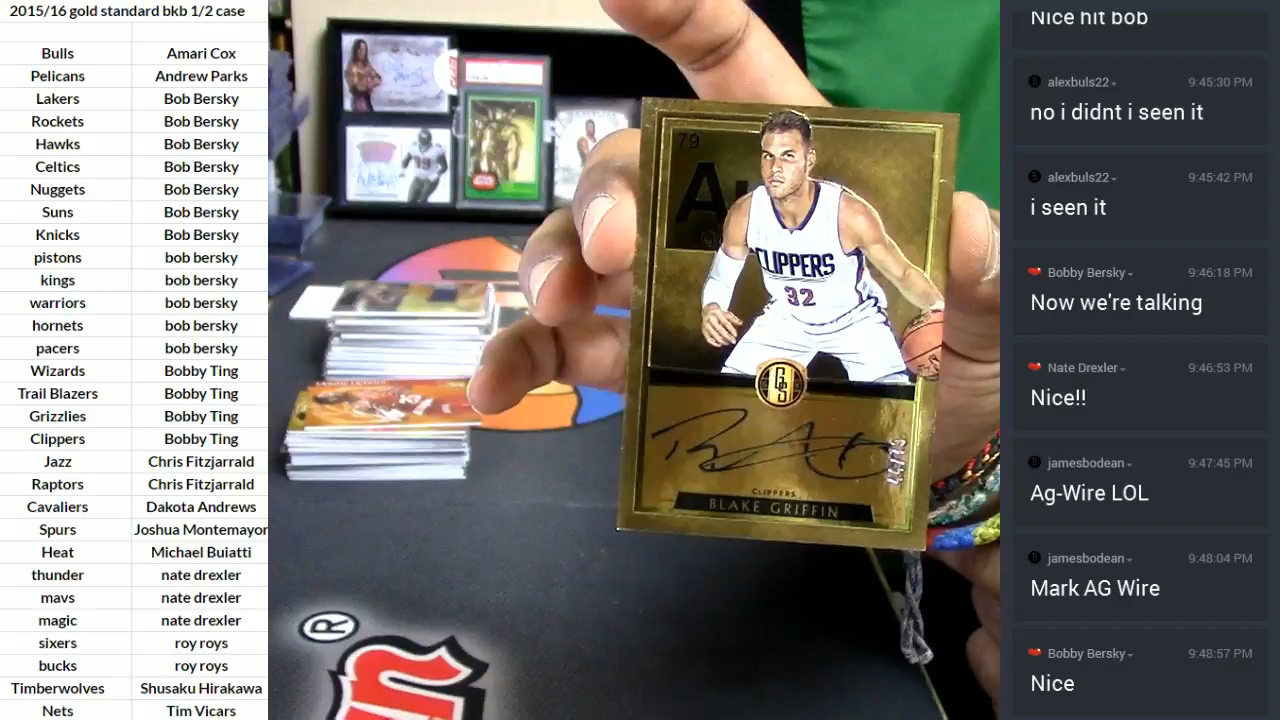 2015/16 gold standard bkb 1/2 case
Bulls Amari Cox
Pelicans Andrew Parks
Lakers Bob Bersky
Rockets Bob Bersky
Hawks Bob Bersky
Celtics Bob Bersky
Nuggets Bob Bersky
Suns Bob Bersky
Knicks Bob Bersky
pistons bob bersky
kings bob bersky
warriors bob bersky
hornets bob bersky
pacers bob bersky
Wizards Bobby Ting
Trail Blazers Bobby Ting
Grizzlies Bobby Ting
Clippers Bobby Ting
Jazz Chris Fitzjarrald
Raptors Chris Fitzjarrald
Cavaliers Dakota Andrews
Spurs Joshua Montemayor
Heat Michael Buiatti
thunder nate drexler
mavs nate drexler
magic nate drexler
sixers roy roys
bucks roy roys
Timberwolves Shusaku Hirakawa
Nets Tim Vicars
79
CLIPPERS
32
GS
CLIPPERS
BLAKE GRIFFIN
®
Nice hit bob
alexbuls22 9:45:30 PM
no i didnt i seen it
alexbuls22 9:45:42 PM
i seen it
Bobby Bersky 9:46:18 PM
Now we're talking
Nate Drexler 9:46:53 PM
Nice!!
jamesbodean 9:47:45 PM
Ag-Wire LOL
jamesbodean 9:48:04 PM
Mark AG Wire
Bobby Bersky 9:48:57 PM
Nice